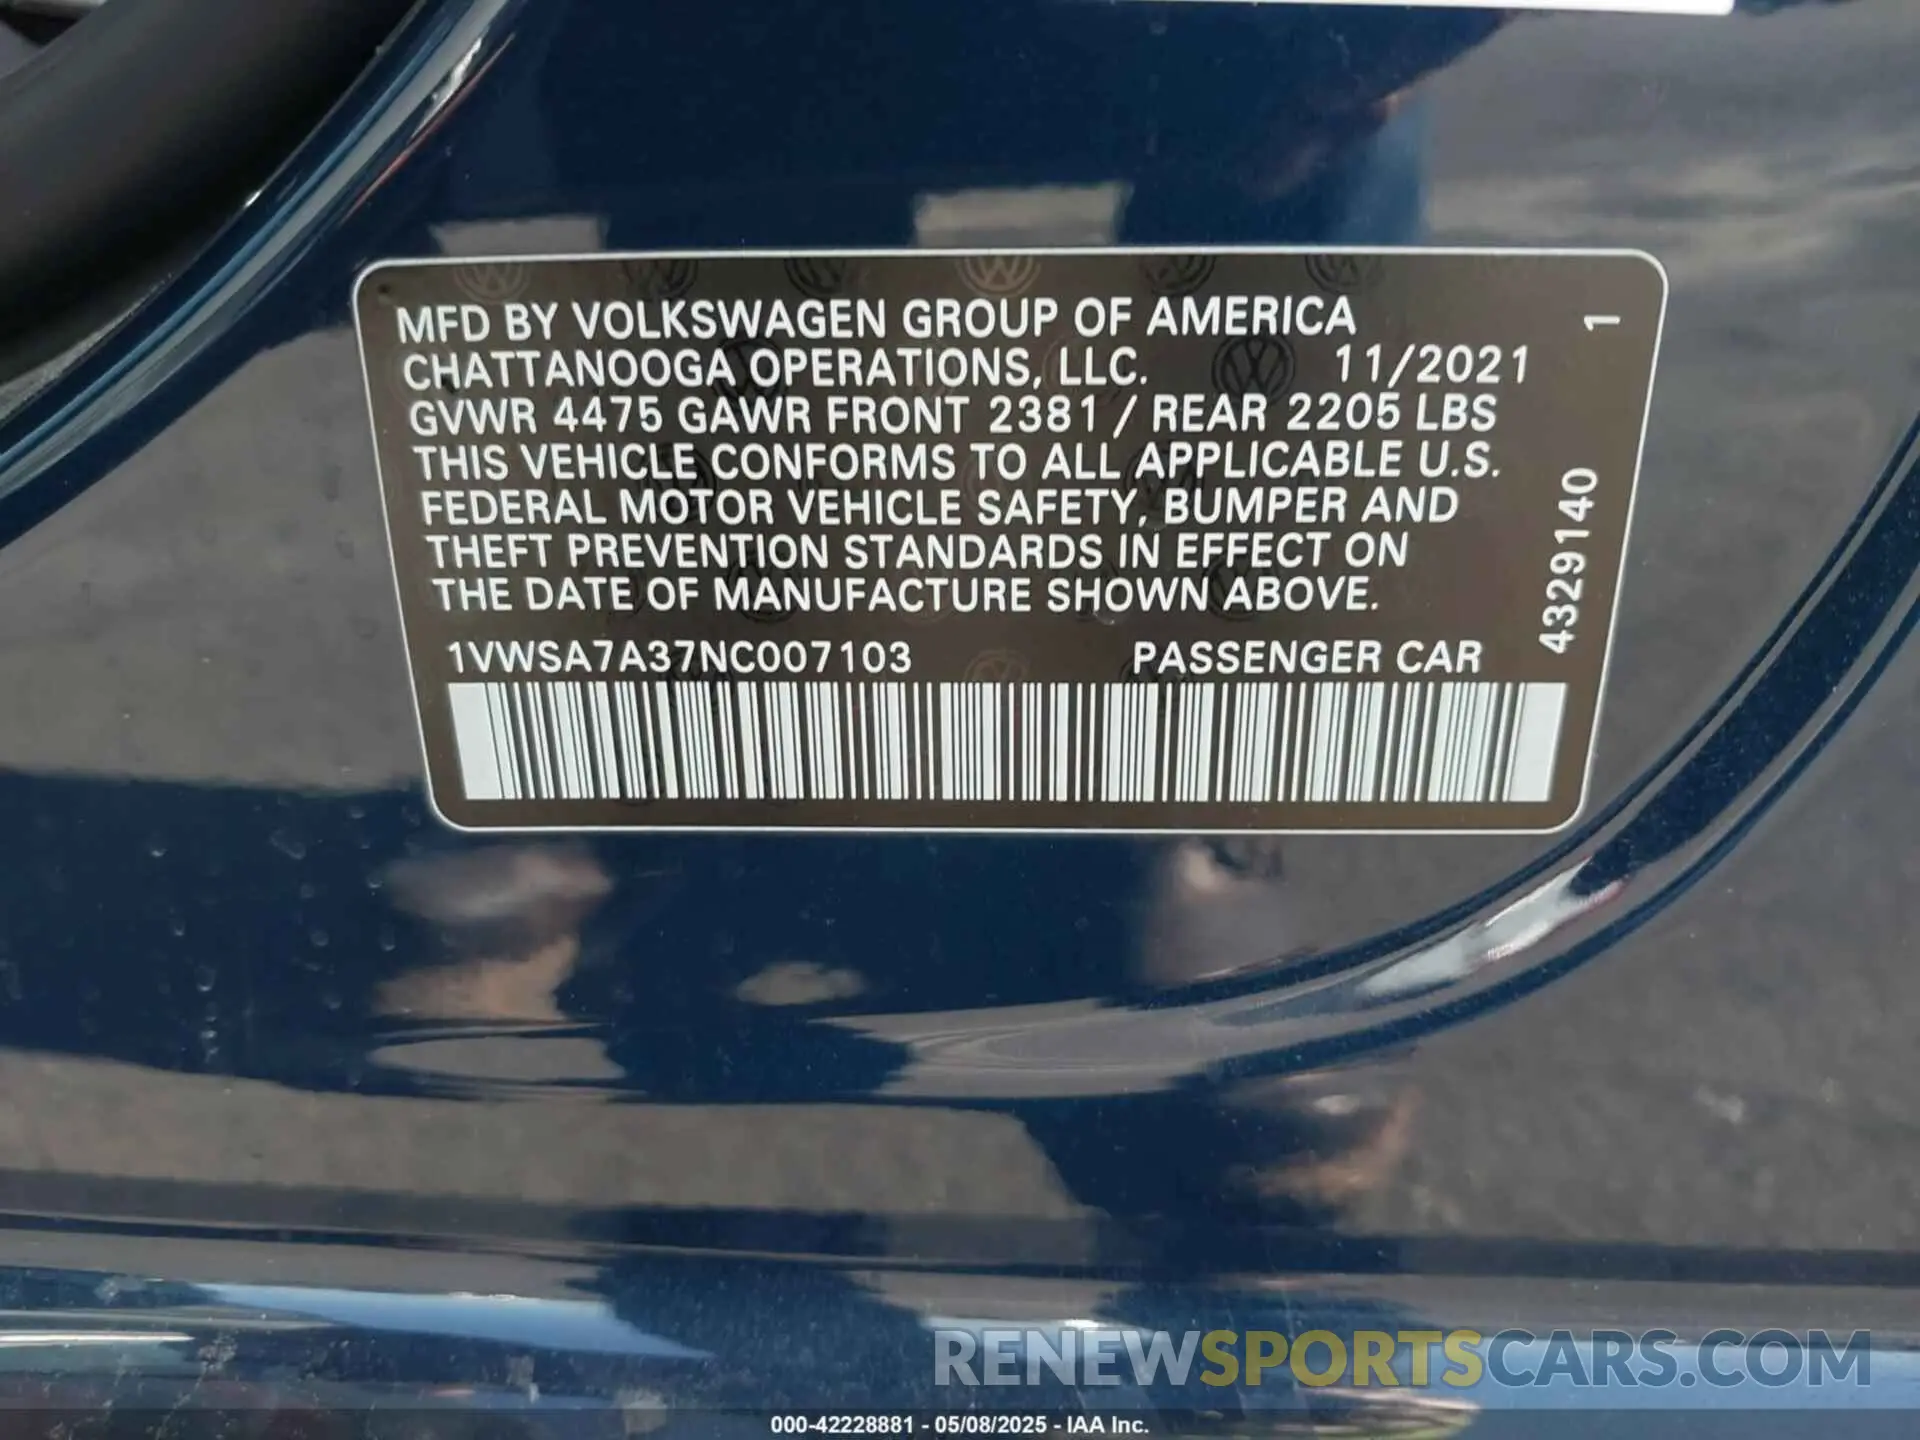 MFD BY VOLKSWAGEN GROUP OF AMERICA
CHATTANOOGA OPERATIONS, LLC. 11/2021
GVWR 4475 GAWR FRONT 2381 / REAR 2205 LBS
THIS VEHICLE CONFORMS TO ALL APPLICABLE U.S.
FEDERAL MOTOR VEHICLE SAFETY, BUMPER AND
THEFT PREVENTION STANDARDS IN EFFECT ON
THE DATE OF MANUFACTURE SHOWN ABOVE.
1VWSA7A37NC007103 PASSENGER CAR
4329140 1
RENEWSPORTSCARS.COM
000-42228881 - 05/08/2025 - IAA Inc.